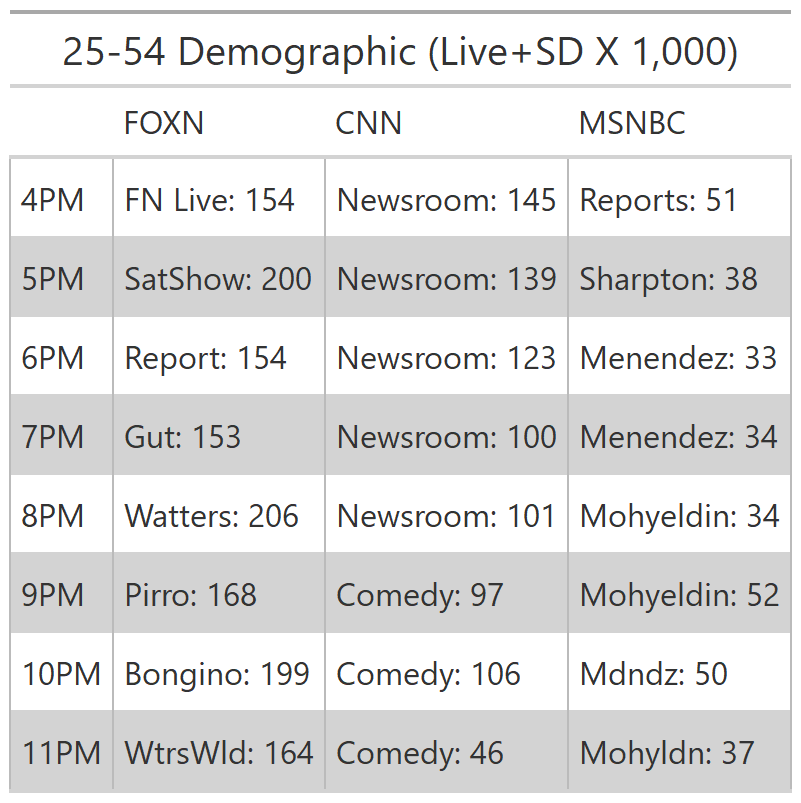 25-54 Demographic (Live+SD X 1,000)
FOXN CNN MSNBC
4PM FN Live: 154 Newsroom: 145 Reports: 51
5PM SatShow: 200 Newsroom: 139 Sharpton: 38
6PM Report: 154 Newsroom: 123 Menendez: 33
7PM Gut: 153 Newsroom: 100 Menendez: 34
8PM Watters: 206 Newsroom: 101 Mohyeldin: 34
9PM Pirro: 168 Comedy: 97 Mohyeldin: 52
10PM Bongino: 199 Comedy: 106 Mdndz: 50
11PM WtrsWld: 164 Comedy: 46 Mohyldn: 37